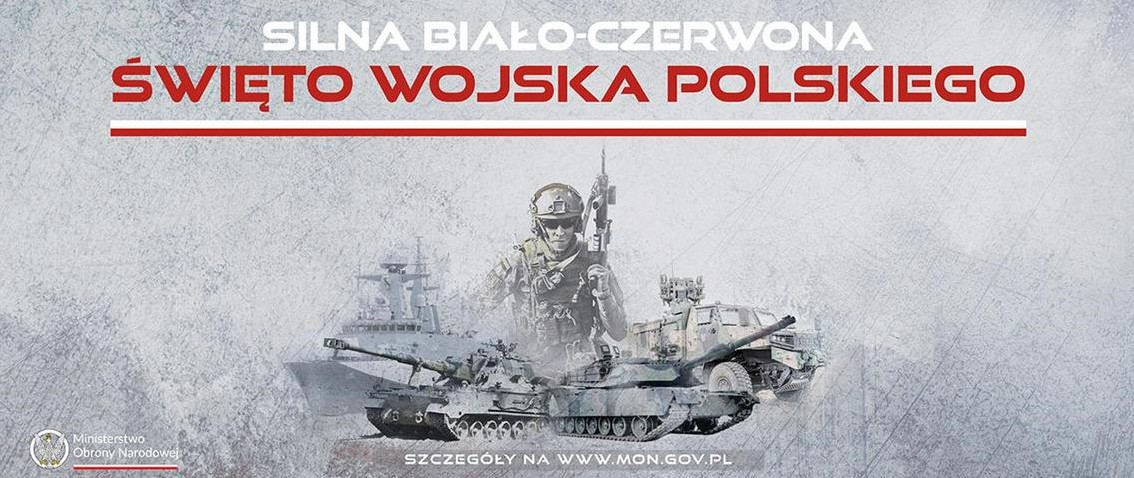 SILNA BIAŁO-CZERWONA
ŚWIĘTO WOJSKA POLSKIEGO
Ministerstwo
Obrony Narodowej
SZCZEGÓŁY NA WWW.MON.GOV.PL